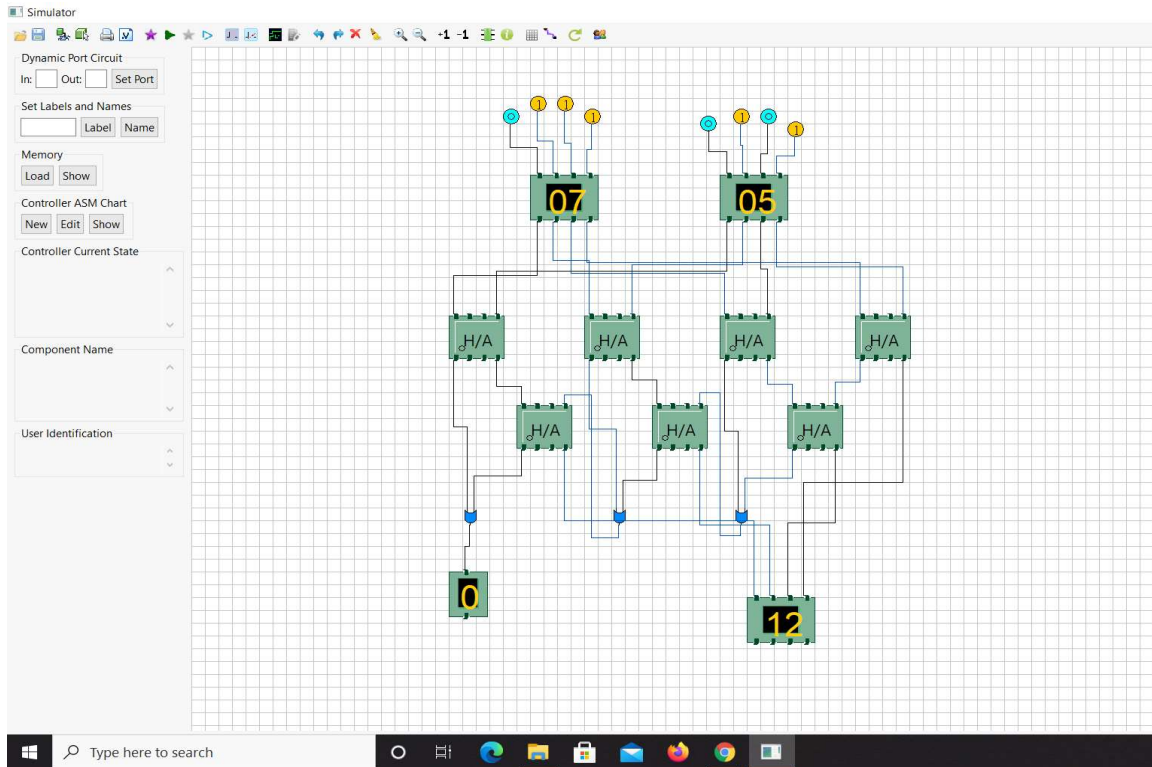 Simulator
+1 -1
Dynamic Port Circuit
In: Out: Set Port
Set Labels and Names
Label Name
Memory
Load Show
Controller ASM Chart
New Edit Show
Controller Current State
Component Name
User Identification
1 1 1 1 1
07 05
H/A H/A H/A H/A
H/A H/A H/A
0
12
Type here to search